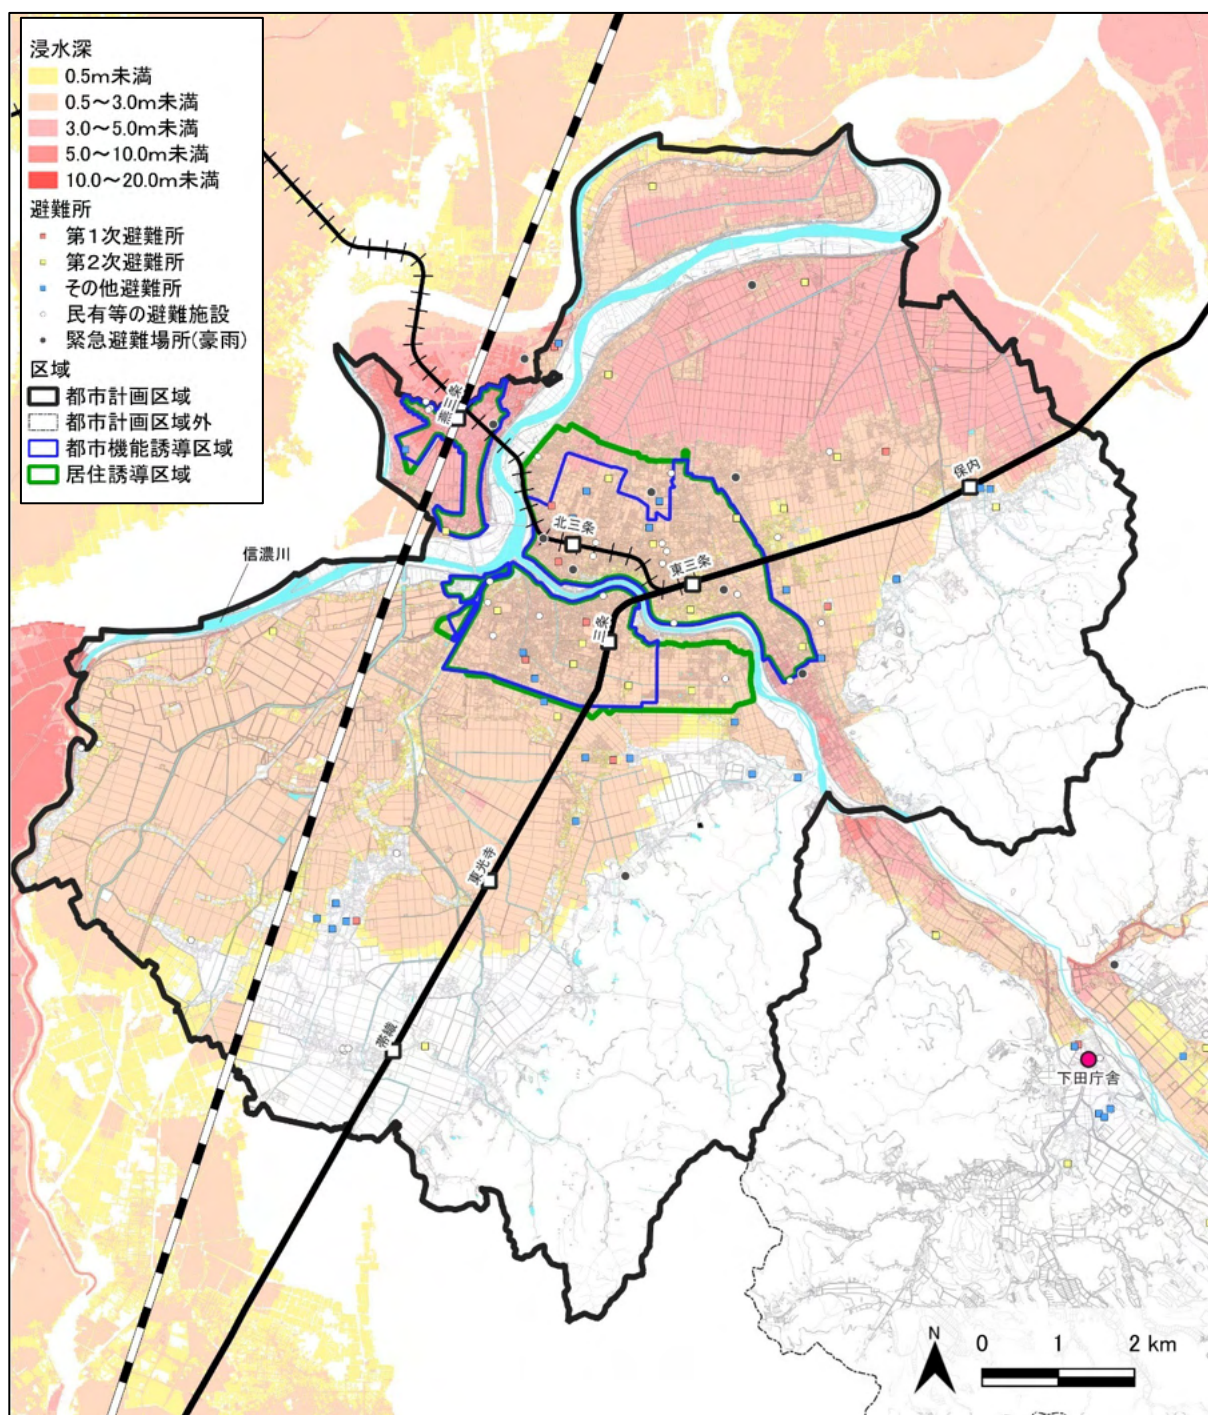 浸水深
0.5m未満
0.5～3.0m未満
3.0～5.0m未満
5.0～10.0m未満
10.0～20.0m未満
避難所
第1次避難所
第2次避難所
その他避難所
民有等の避難施設
緊急避難場所(豪雨)
区域
都市計画区域
都市計画区域外
都市機能誘導区域
居住誘導区域
燕三条
保内
北三条
信濃川
東三条
三条
東光寺
帯織
下田庁舎
N
0 1 2 km